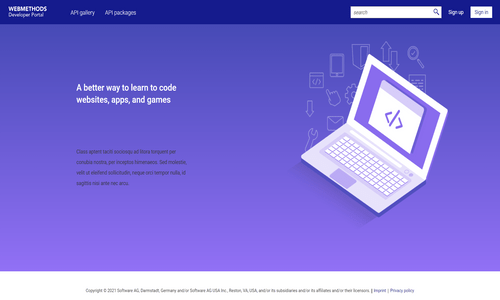 WEBMETHODS
Developer Portal
API gallery API packages search Sign up Sign in
A better way to learn to code
websites, apps, and games
Class aptent taciti sociosqu ad litora torquent per
conubia nostra, per inceptos himenaeos. Sed molestie,
velit ut eleifend sollicitudin, neque orci tempor nulla, id
sagittis nisi ante nec arcu.
Copyright © 2021 Software AG, Darmstadt, Germany and/or Software AG USA Inc., Reston, VA, USA, and/or its subsidiaries and/or its affiliates and/or their licensors. || Imprint | Privacy policy